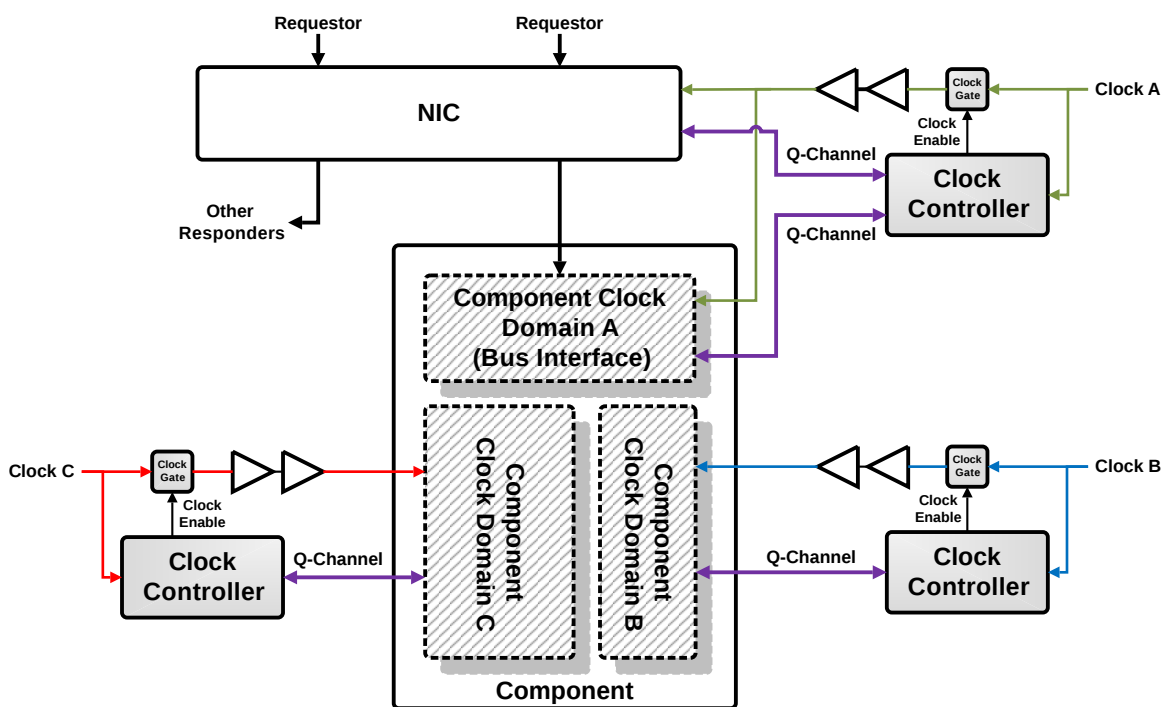 Requestor
Requestor
NIC
Clock
Gate
Clock A
Clock
Enable
Q-Channel
Clock
Controller
Q-Channel
Other
Responders
Component Clock
Domain A
(Bus Interface)
Component
Clock Domain C
Component
Clock Domain B
Clock C
Clock
Gate
Clock
Enable
Clock
Controller
Q-Channel
Clock
Gate
Clock B
Clock
Enable
Q-Channel
Clock
Controller
Component